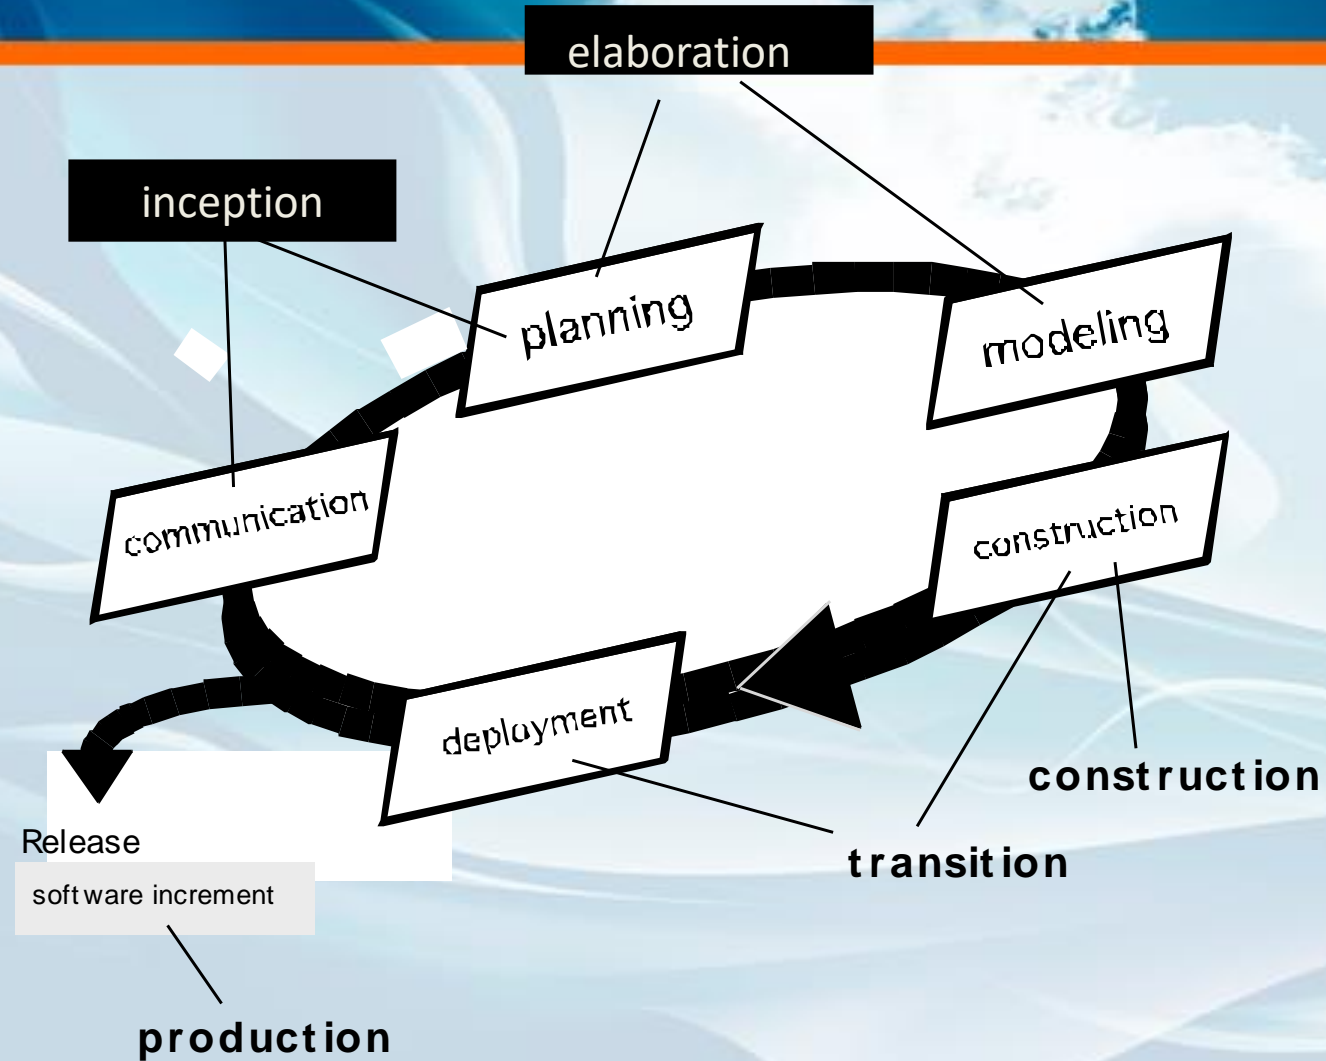 elaboration
inception
planning
modeling
communication
construction
deployment
construction
transition
Release
software increment
production